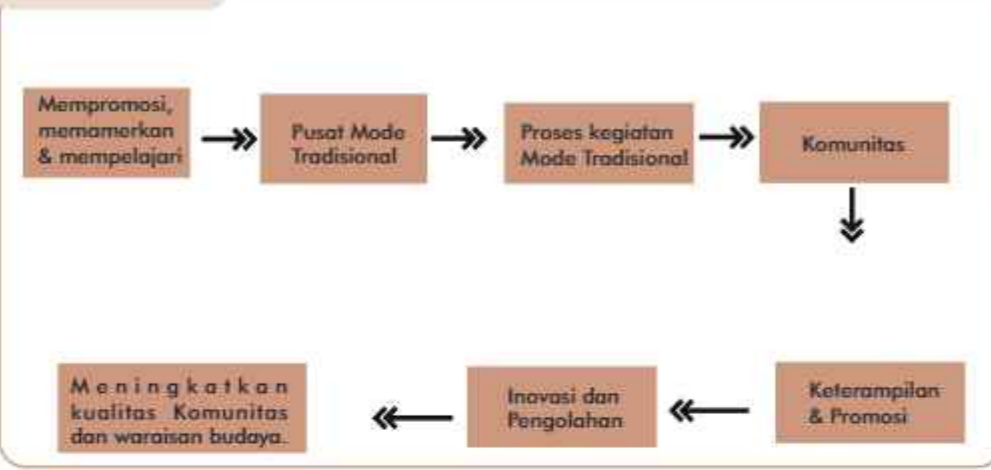 Mempromosi,
memamerkan
& mempelajari
Pusat Mode
Tradisional
Proses kegiatan
Mode Tradisional
Komunitas
Keterampilan
& Promosi
Inovasi dan
Pengolahan
Meningkatkan
kualitas Komunitas
dan waraisan budaya.